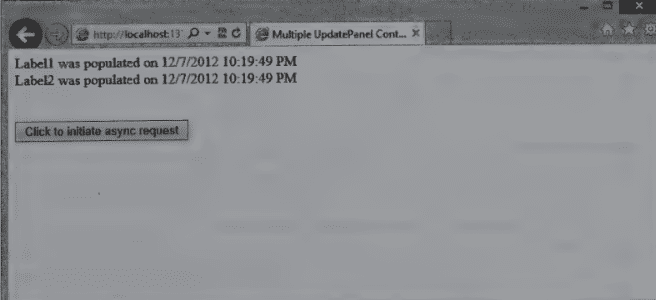 http://localhost:13
Multiple UpdatePanel Cont...
Label1 was populated on 12/7/2012 10:19:49 PM
Label2 was populated on 12/7/2012 10:19:49 PM
Click to initiate async request